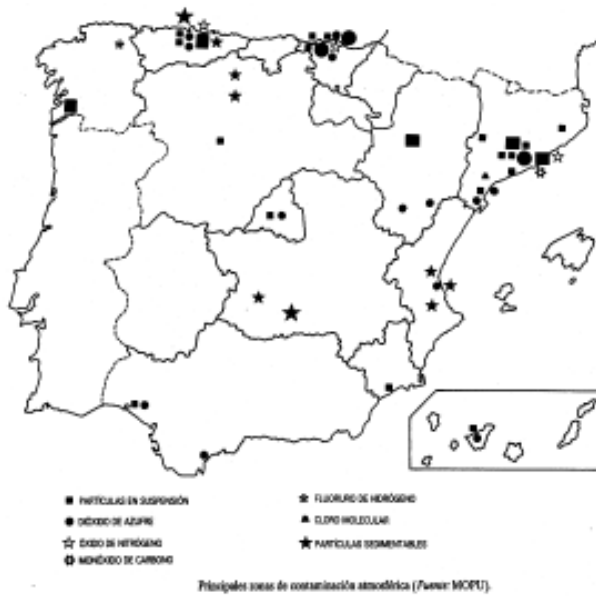 PARTÍCULAS EN SUSPENSIÓN
DIÓXIDO DE AZUFRE
ÓXIDO DE NITRÓGENO
MONÓXIDO DE CARBONO
FLUORURO DE HIDRÓGENO
CLORO MOLECULAR
PARTÍCULAS SEDIMENTABLES
Principales zonas de contaminación atmosférica (Fuente: MOPU).